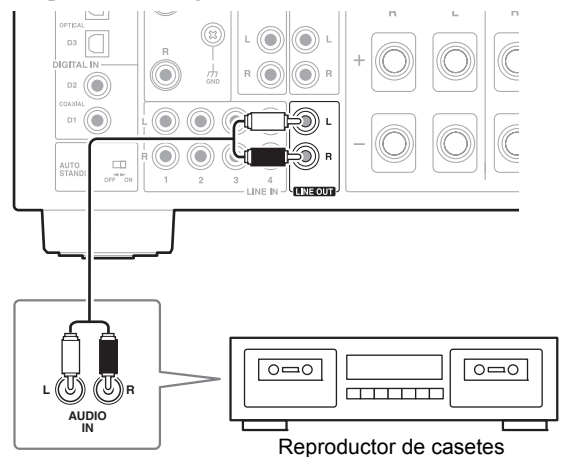 R L R
OPTICAL
D3
DIGITAL IN
D2
COAXIAL
D1
AUTO
STANDBY
OFF ON
R
GND
L
R
L
R
L
R
1 2 3 4
LINE IN
L
R
LINE OUT
+
−
L R
AUDIO
IN
Reproductor de casetes